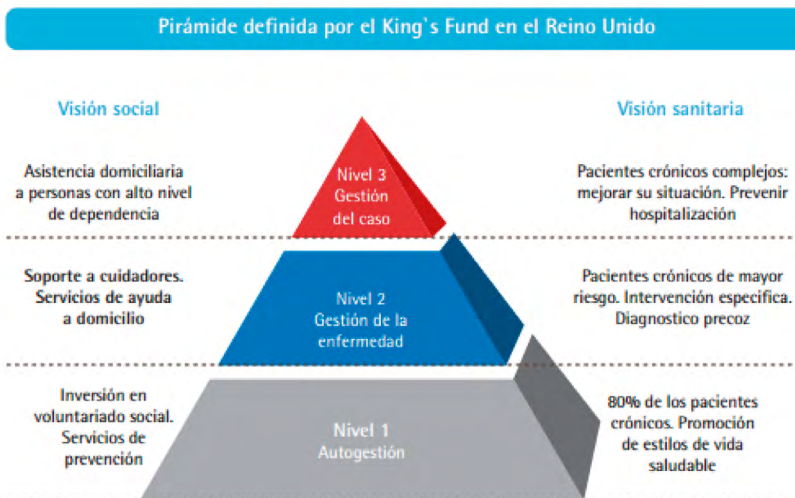 Pirámide definida por el King`s Fund en el Reino Unido
Visión social
Visión sanitaria
Asistencia domiciliaria
a personas con alto nivel
de dependencia
Nivel 3
Gestión
del caso
Pacientes crónicos complejos:
mejorar su situación. Prevenir
hospitalización
Soporte a cuidadores.
Servicios de ayuda
a domicilio
Nivel 2
Gestión de la
enfermedad
Pacientes crónicos de mayor
riesgo. Intervención especifica.
Diagnostico precoz
Inversión en
voluntariado social.
Servicios de
prevención
Nivel 1
Autogestión
80% de los pacientes
crónicos. Promoción
de estilos de vida
saludable